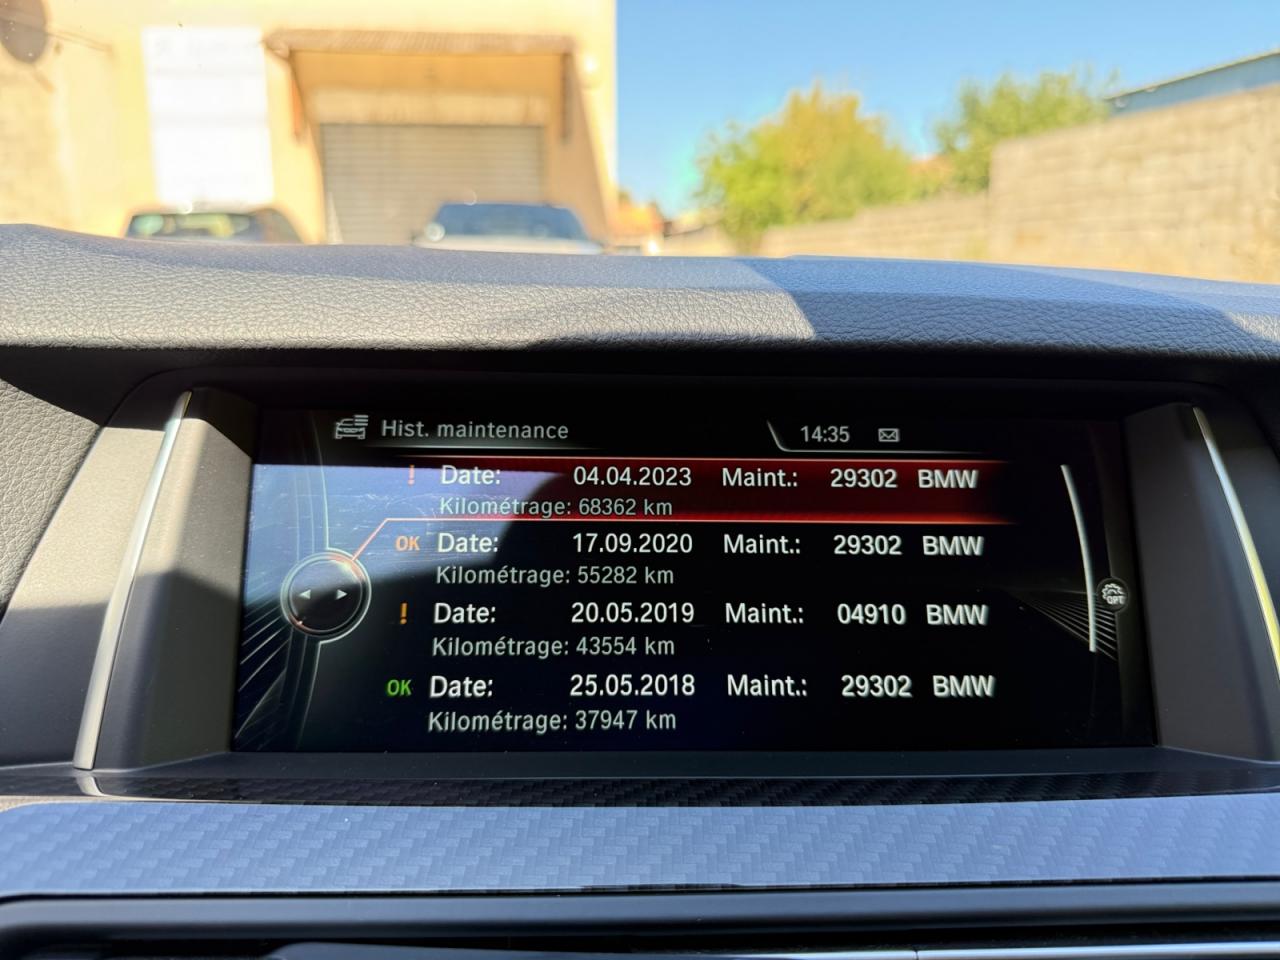 Hist. maintenance 14:35
! Date: 04.04.2023 Maint.: 29302 BMW
Kilométrage: 68362 km
OK Date: 17.09.2020 Maint.: 29302 BMW
Kilométrage: 55282 km
! Date: 20.05.2019 Maint.: 04910 BMW
Kilométrage: 43554 km
OK Date: 25.05.2018 Maint.: 29302 BMW
Kilométrage: 37947 km
OPT